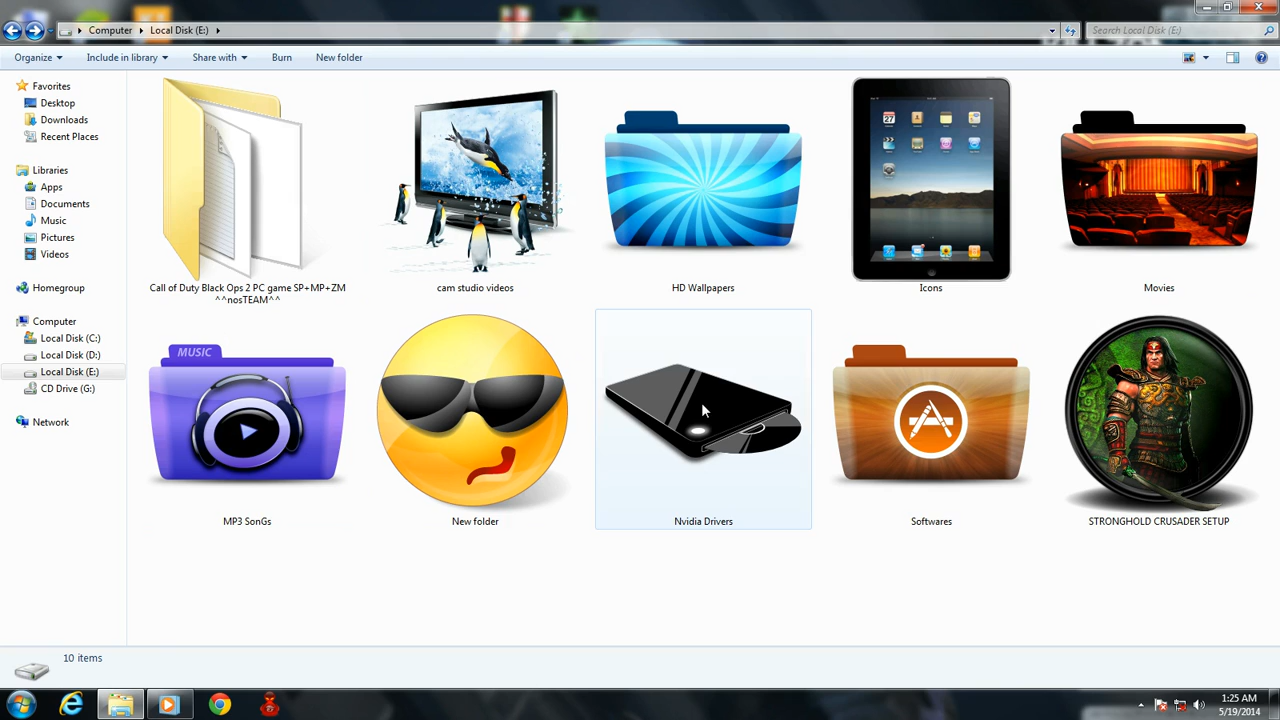 Computer
Local Disk (E:)
Search Local Disk (E:)
Organize
Include in library
Share with
Burn
New folder
Favorites
Desktop
Downloads
Recent Places
Libraries
Apps
Documents
Music
Pictures
Videos
Homegroup
Computer
Local Disk (C:)
Local Disk (D:)
Local Disk (E:)
CD Drive (G:)
Network
Call of Duty Black Ops 2 PC game SP+MP+ZM
^^nosTEAM^^
cam studio videos
HD Wallpapers
27
Icons
Movies
MUSIC
MP3 SonGs
New folder
Nvidia Drivers
Softwares
STRONGHOLD CRUSADER SETUP
10 items
1:25 AM
5/19/2014